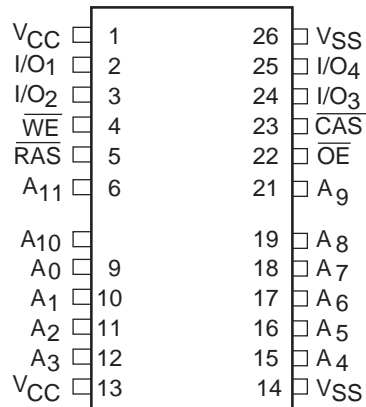 VCC 1 26 VSS
I/O1 2 25 I/O4
I/O2 3 24 I/O3
WE 4 23 CAS
RAS 5 22 OE
A11 6 21 A9
A10 19 A8
A0 9 18 A7
A1 10 17 A6
A2 11 16 A5
A3 12 15 A4
VCC 13 14 VSS